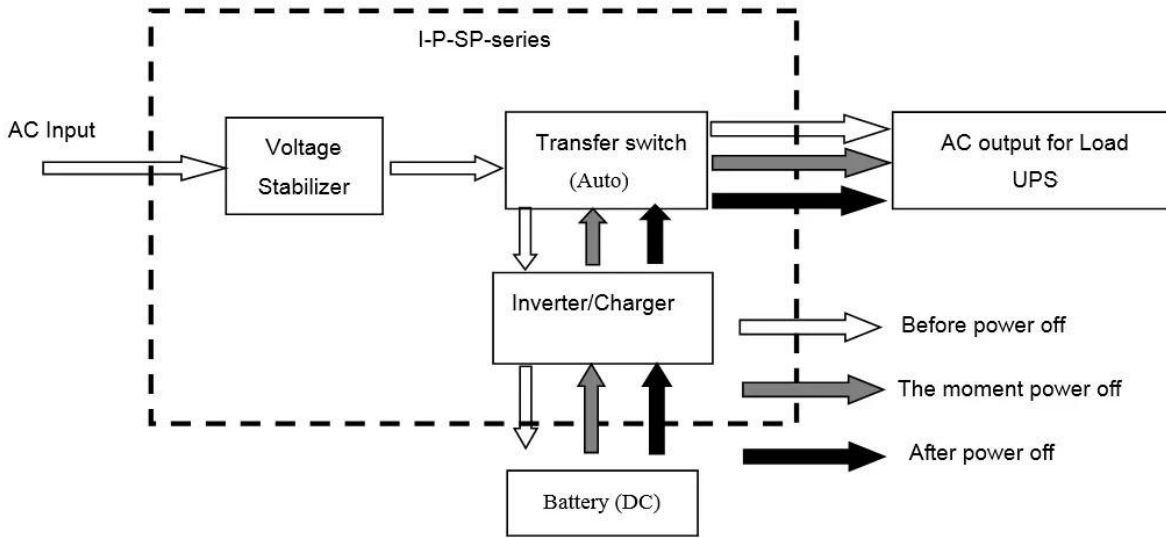 I-P-SP-series
AC Input
Voltage
Stabilizer
Transfer switch
(Auto)
AC output for Load
UPS
Inverter/Charger
Before power off
The moment power off
After power off
Battery (DC)